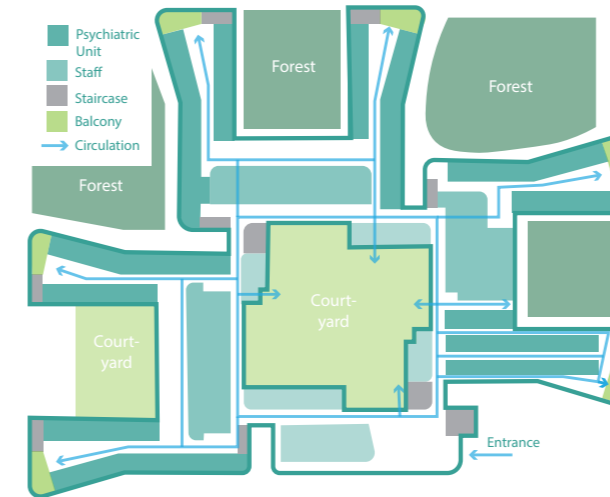 Psychiatric
Unit
Staff
Staircase
Balcony
Circulation
Forest
Forest
Forest
Court-
yard
Court-
yard
Entrance